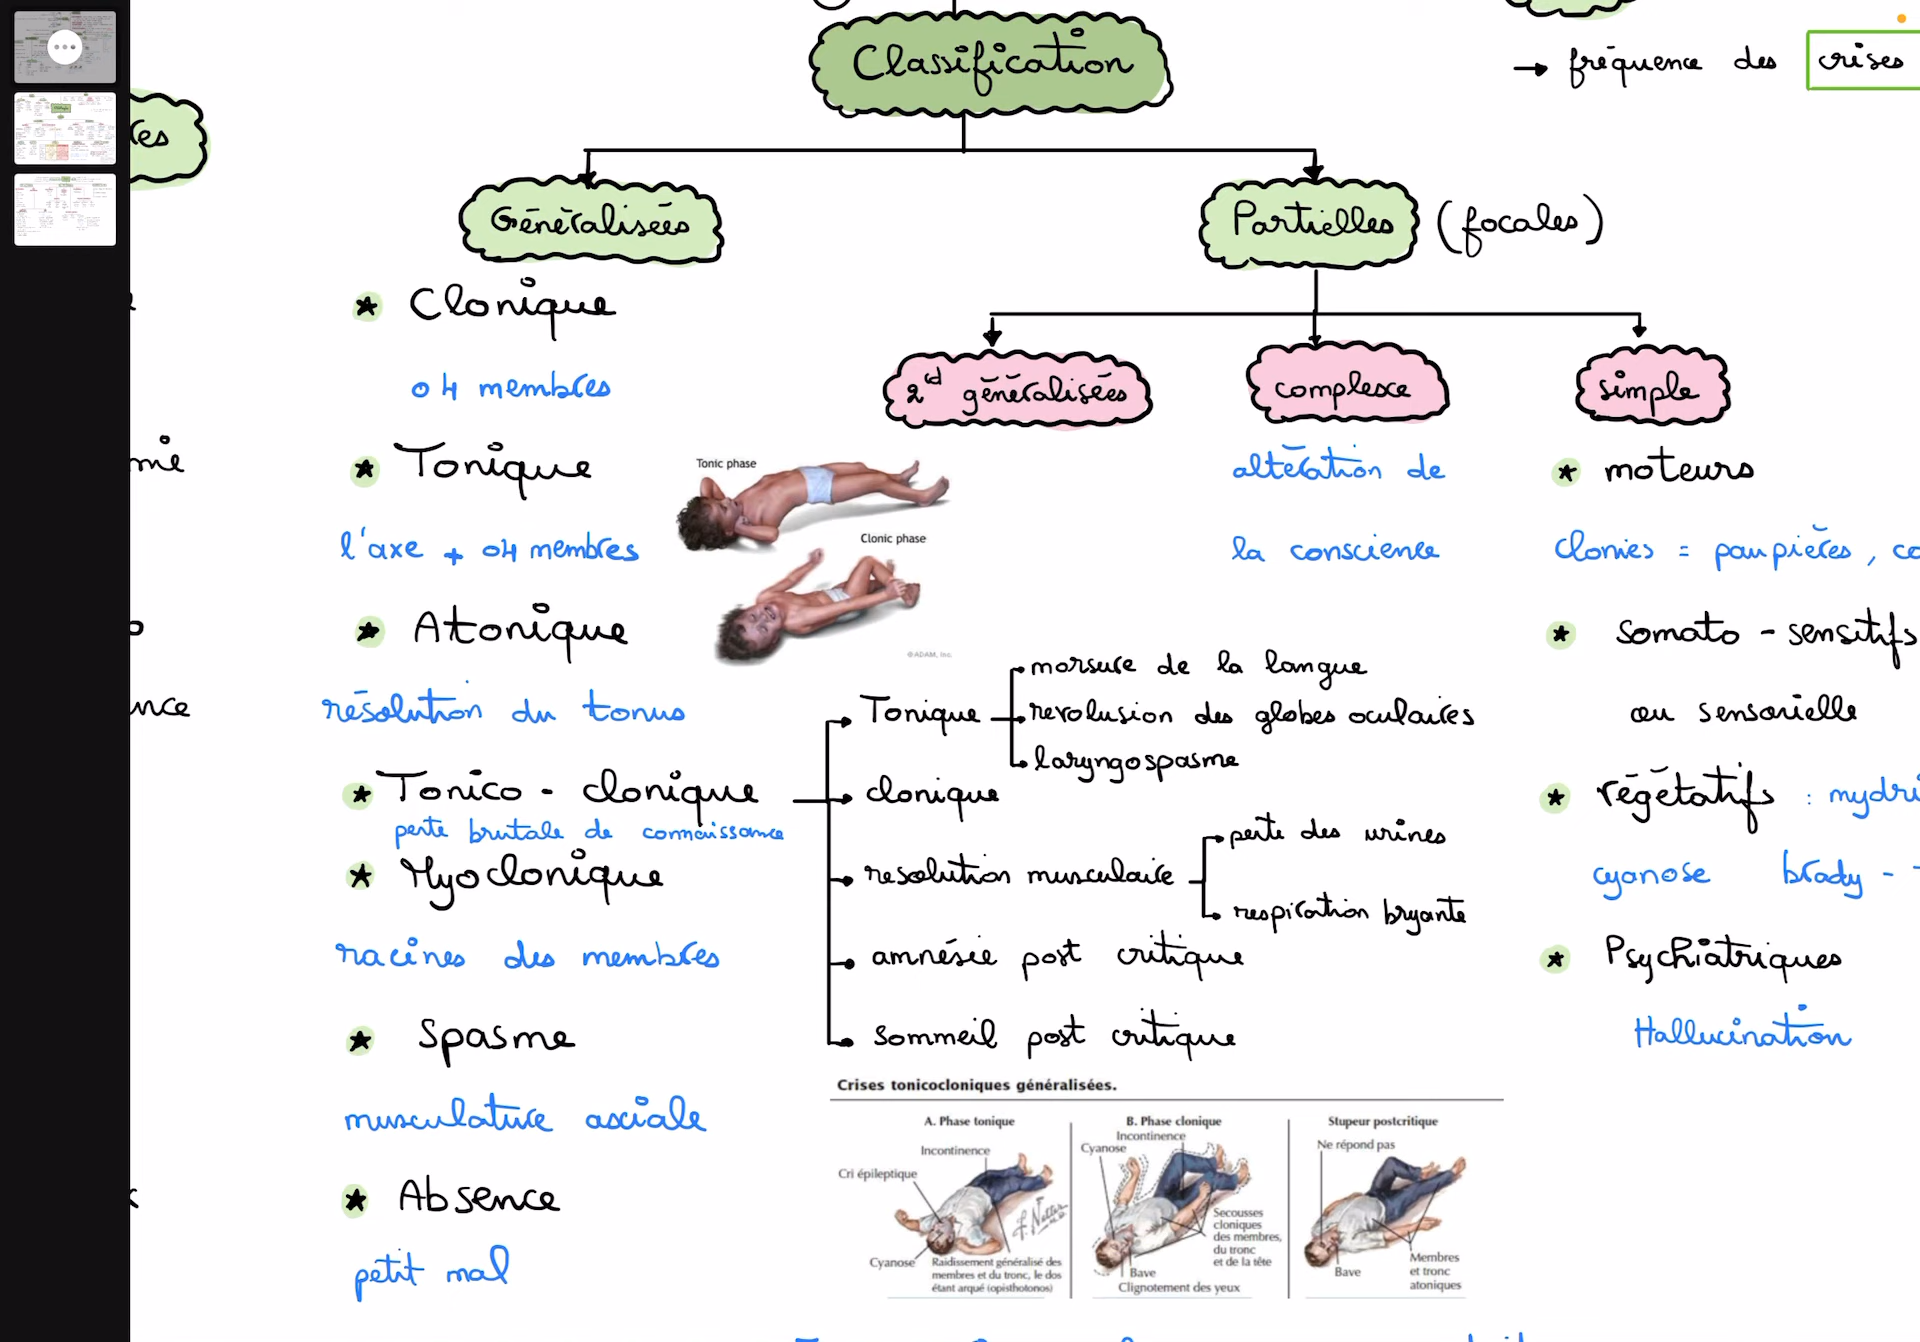 Classification
→ fréquence des crises
Généralisées
Partielles (focales)
★ Clonique
04 membres
2d généralisées
complexe
simple
★ Tonique
l'axe + 04 membres
Tonic phase
Clonic phase
©ADAM, Inc.
altération de
la conscience
★ moteurs
clonies = paupières,
★ Atonique
résolution du tonus
★ somato - sensitifs
ou sensorielle
★ Tonico - clonique
perte brutale de connaissance
Tonique
morsure de la langue
revolusion des globes oculaires
laryngospasme
clonique
resolution musculaire
perte des urines
respiration bryante
amnésie post critique
sommeil post critique
★ végétatifs :
cyanose brady -
★ Psychiatriques
Hallucination
★ Myoclonique
racines des membres
★ Spasme
musculature axiale
★ Absence
petit mal
Crises tonicocloniques généralisées.
A. Phase tonique
Incontinence
Cri épileptique
Cyanose
Raidissement généralisé des
membres et du tronc, le dos
étant arqué (opisthotonos)
B. Phase clonique
Incontinence
Cyanose
Secousses
cloniques
des membres,
du tronc
et de la tête
Bave
Clignotement des yeux
Stupeur postcritique
Ne répond pas
Membres
et tronc
atoniques
Bave